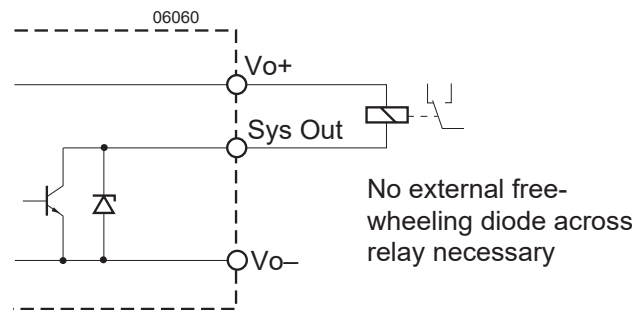 06060
Vo+
Sys Out
No external free-
wheeling diode across
relay necessary
Vo–